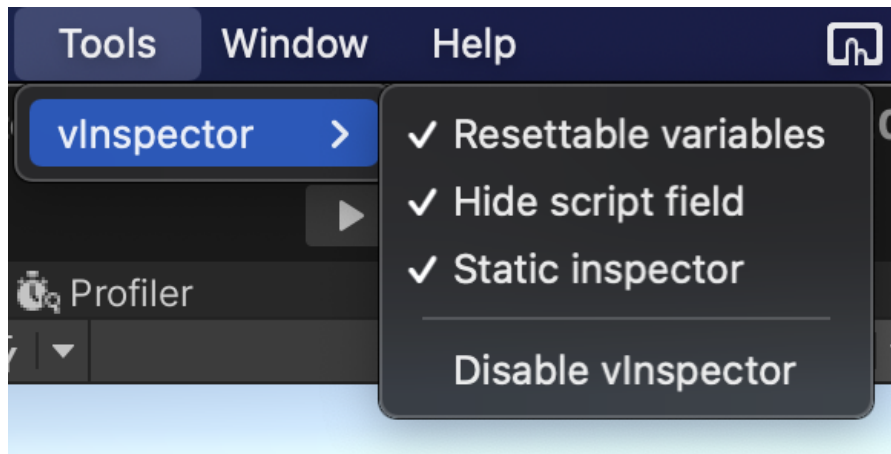 Tools Window Help
vInspector
✓ Resettable variables
✓ Hide script field
✓ Static inspector
Profiler
Disable vInspector